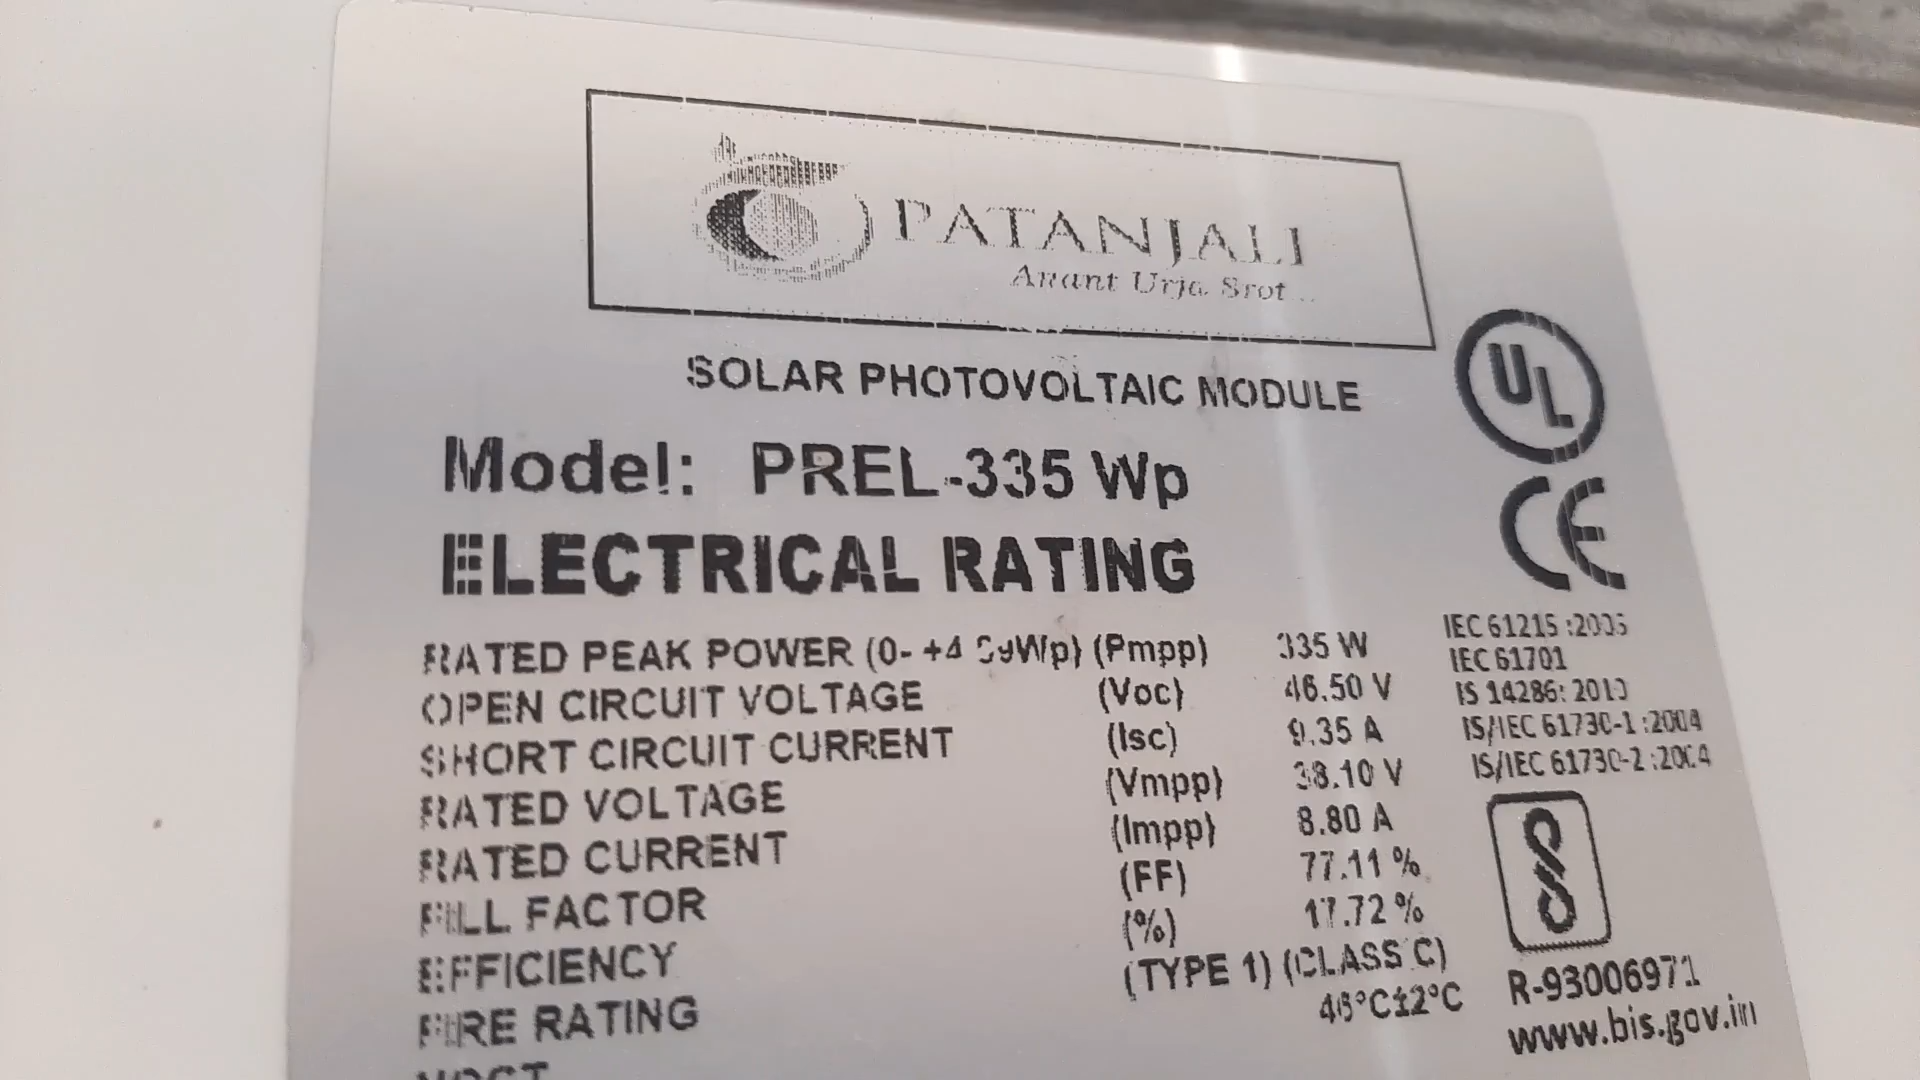 PATANJALI
Anant Urja Srot ...
SOLAR PHOTOVOLTAIC MODULE
UL
Model: PREL-335 Wp
CE
ELECTRICAL RATING
RATED PEAK POWER (0- +4.99Wp) (Pmpp) 335 W
OPEN CIRCUIT VOLTAGE (Voc) 46.50 V
SHORT CIRCUIT CURRENT (Isc) 9.35 A
RATED VOLTAGE (Vmpp) 38.10 V
RATED CURRENT (Impp) 8.80 A
FILL FACTOR (FF) 77.11 %
EFFICIENCY (%) 17.72 %
FIRE RATING (TYPE 1) (CLASS C)
NOCT 46°C±2°C
IEC 61215 :2005
IEC 61701
IS 14286: 2010
IS/IEC 61730-1 :2004
IS/IEC 61730-2 :2004
R-93006971
www.bis.gov.in